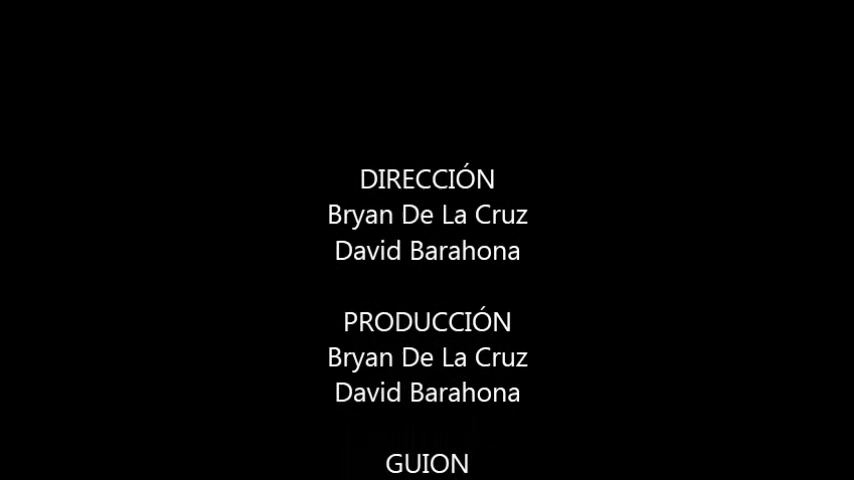 DIRECCIÓN
Bryan De La Cruz
David Barahona
PRODUCCIÓN
Bryan De La Cruz
David Barahona
GUION